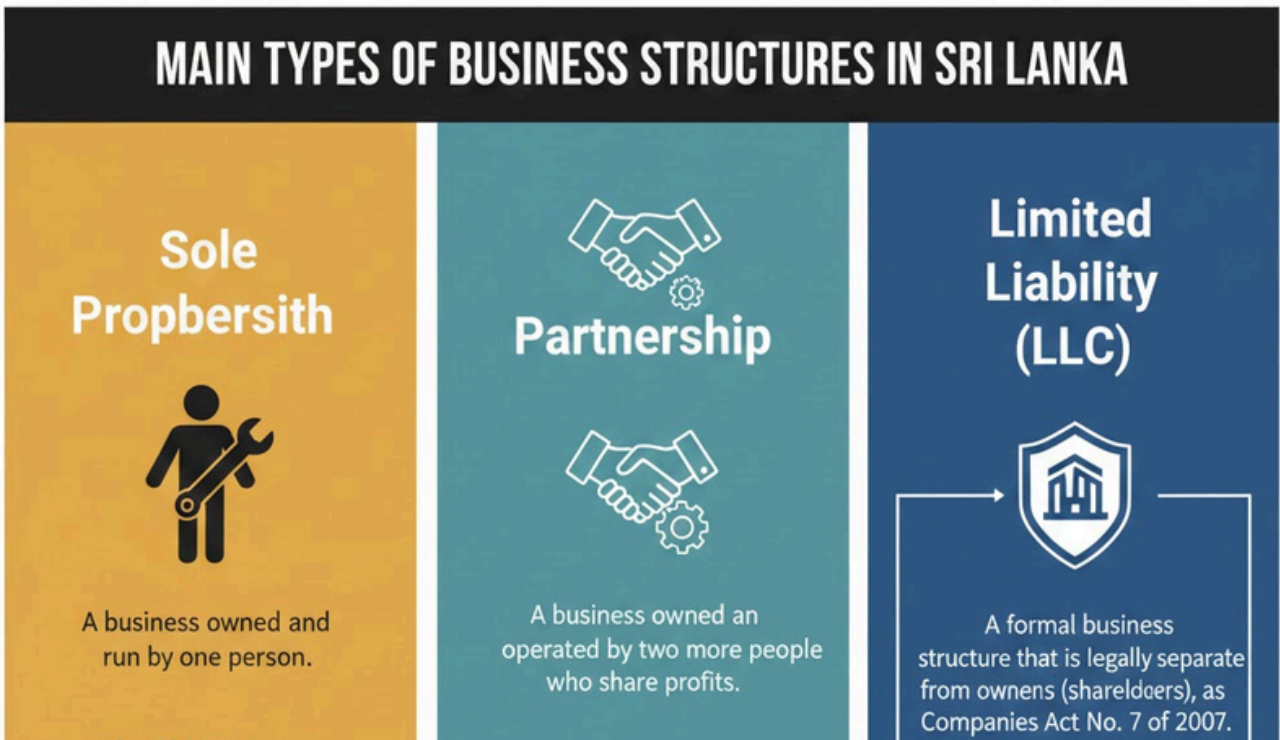 MAIN TYPES OF BUSINESS STRUCTURES IN SRI LANKA
Sole
Propbersith
A business owned and
run by one person.
Partnership
A business owned an
operated by two more people
who share profits.
Limited
Liability
(LLC)
A formal business
structure that is legally separate
from ownens (shareldoers), as
Companies Act No. 7 of 2007.